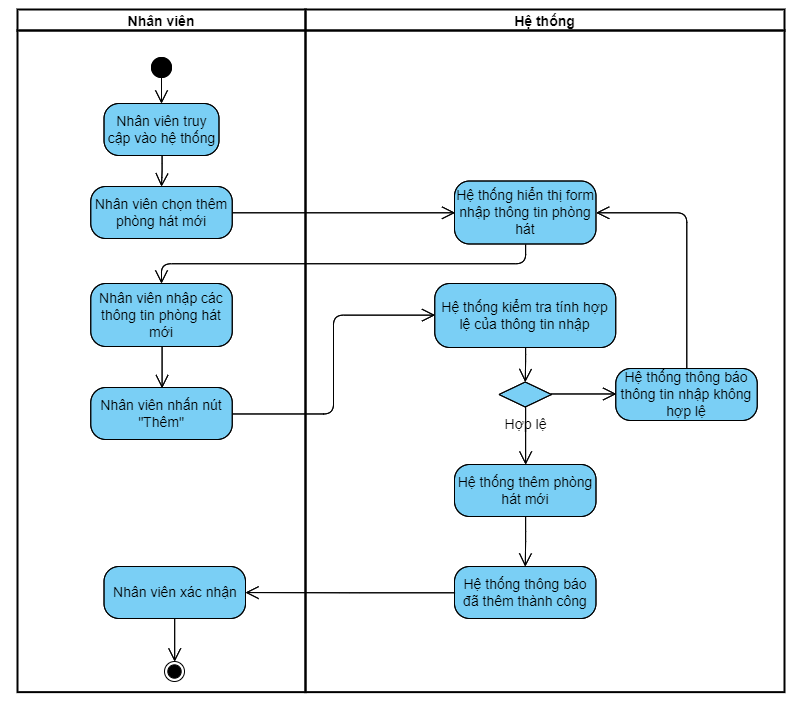 Nhân viên
Hệ thống
Nhân viên truy
cập vào hệ thống
Nhân viên chọn thêm
phòng hát mới
Hệ thống hiển thị form
nhập thông tin phòng
hát
Nhân viên nhập các
thông tin phòng hát
mới
Hệ thống kiểm tra tính hợp
lệ của thông tin nhập
Nhân viên nhấn nút
"Thêm"
Hệ thống thông báo
thông tin nhập không
hợp lệ
Hợp lệ
Hệ thống thêm phòng
hát mới
Nhân viên xác nhận
Hệ thống thông báo
đã thêm thành công